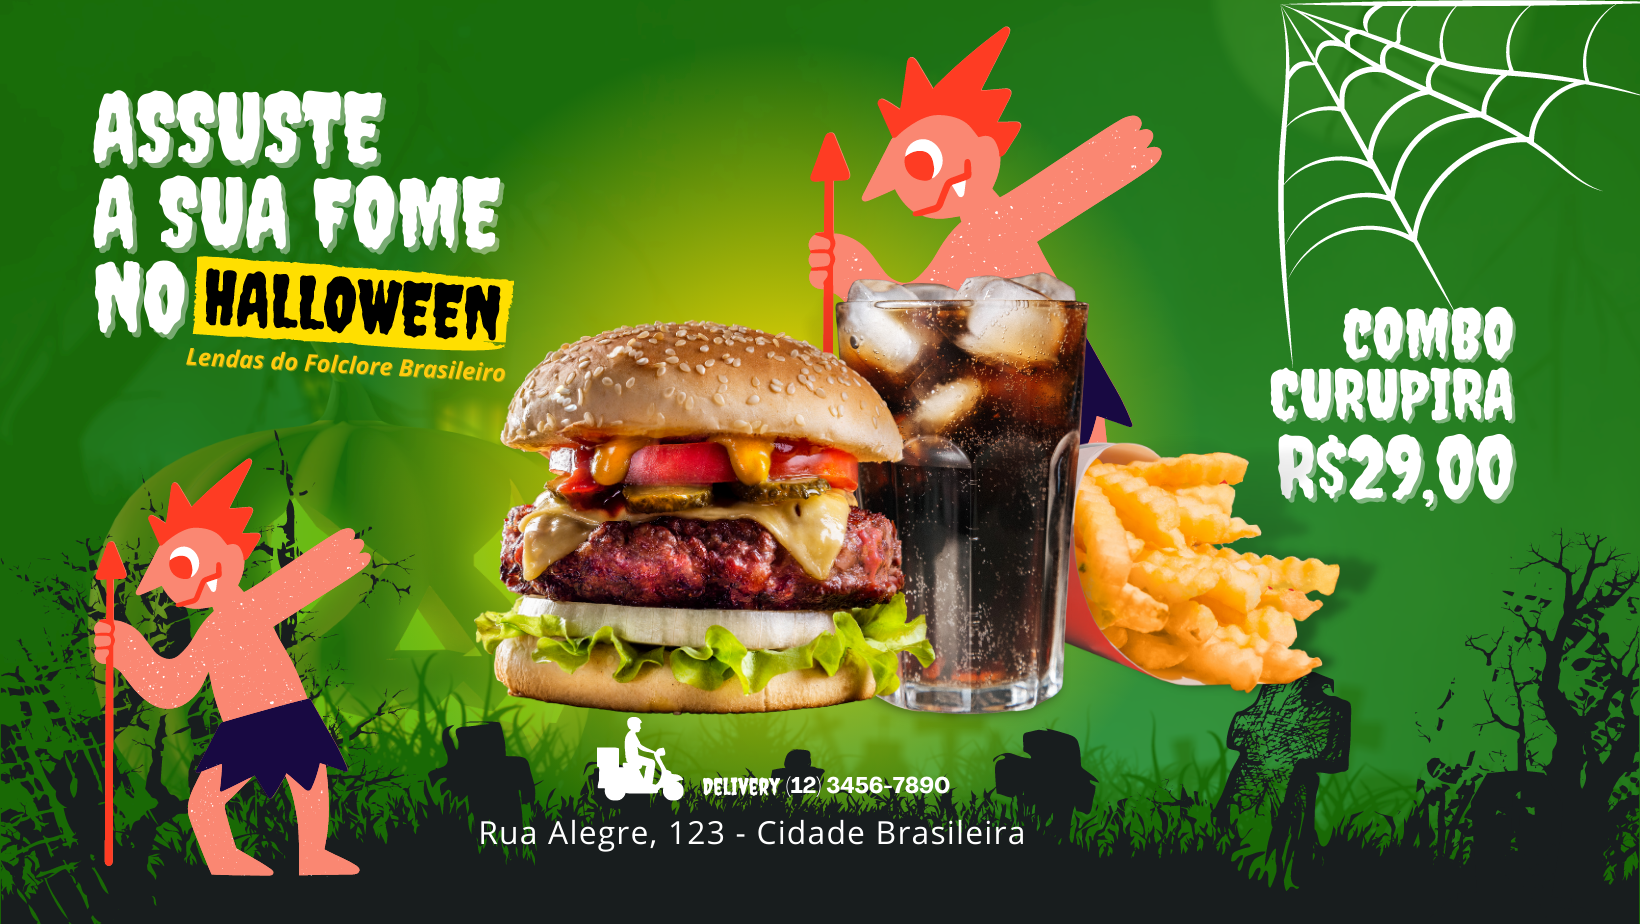 ASSUSTE
A SUA FOME
NO HALLOWEEN
Lendas do Folclore Brasileiro
COMBO
CURUPIRA
R$29,00
DELIVERY (12) 3456-7890
Rua Alegre, 123 - Cidade Brasileira